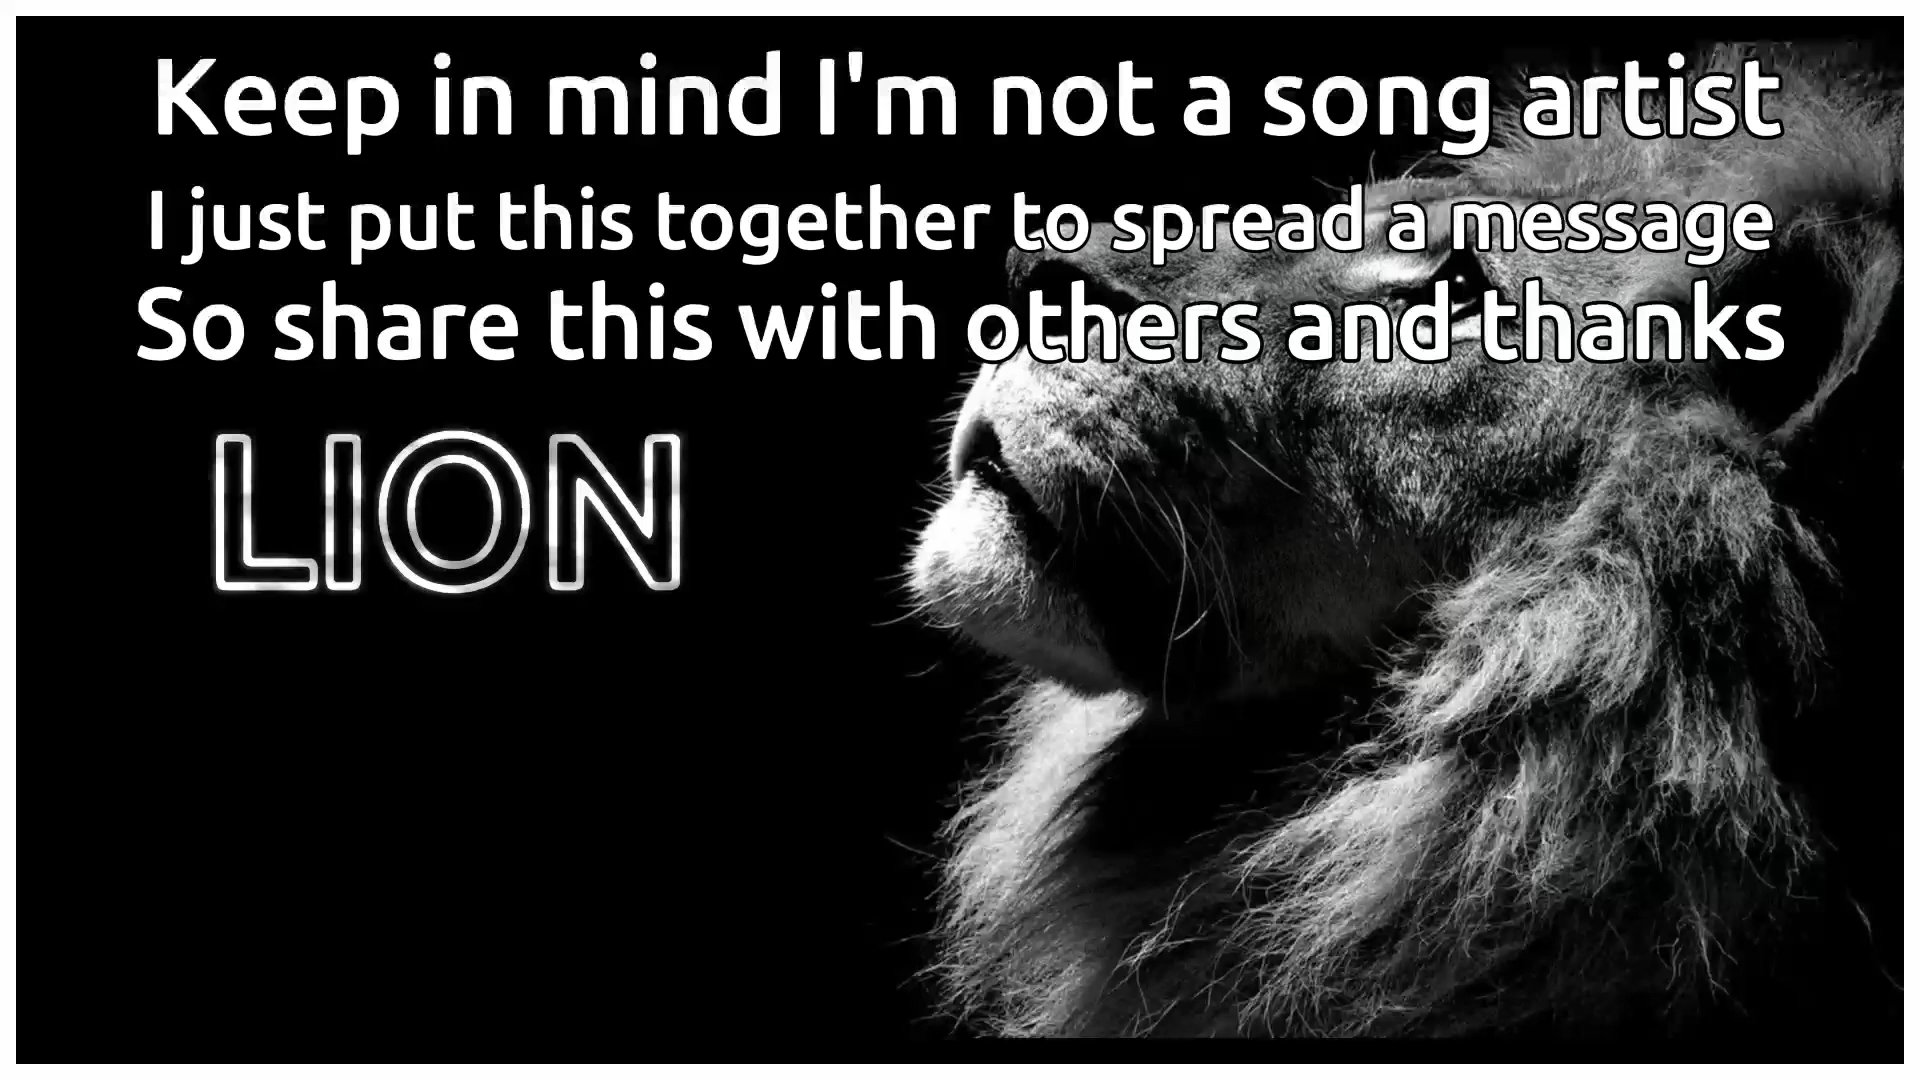 Keep in mind I'm not a song artist
I just put this together to spread a message
So share this with others and thanks
LION